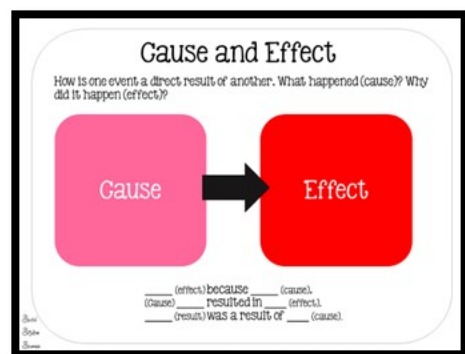 Cause and Effect
How is one event a direct result of another. What happened (cause)? Why
did it happen (effect)?
Cause
Effect
_____ (effect) because _____ (cause).
(Cause) _____ resulted in _____ (effect).
_____ (result) was a result of ____ (cause).